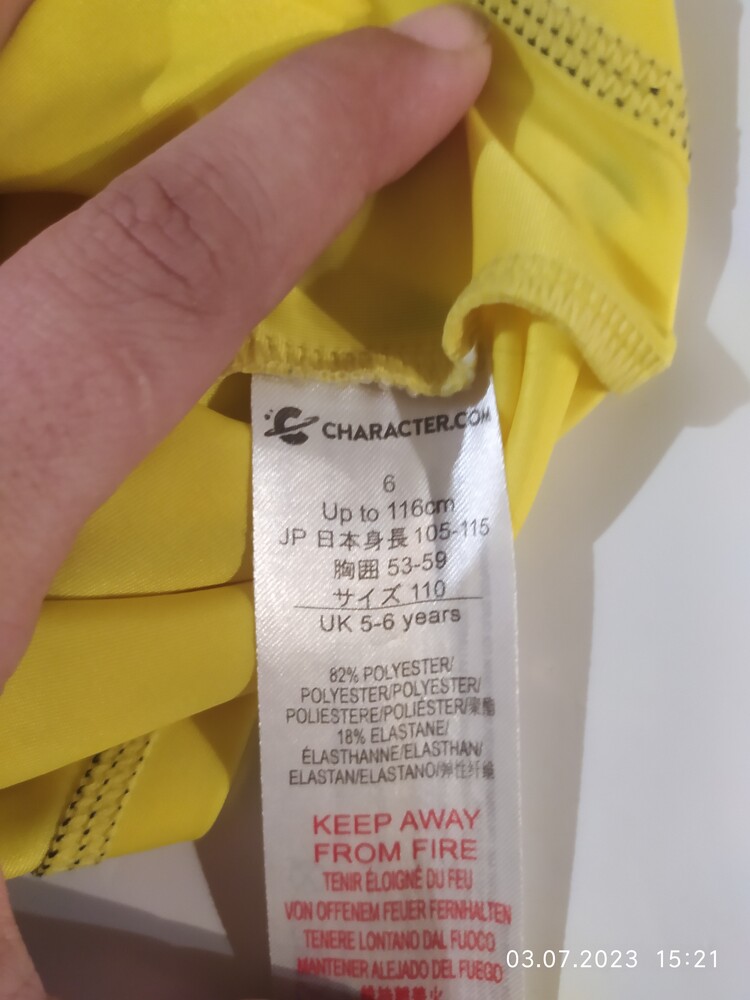 CHARACTER.COM
6
Up to 116cm
JP 日本身長 105-115
胸囲 53-59
サイズ 110
UK 5-6 years
82% POLYESTER/
POLYESTER/POLYESTER/
POLIESTERE/POLIÉSTER/聚酯
18% ELASTANE/
ÉLASTHANNE/ELASTHAN/
ELASTAN/ELASTANO/弹性纤维
KEEP AWAY
FROM FIRE
TENIR ÉLOIGNÉ DU FEU
VON OFFENEM FEUER FERNHALTEN
TENERE LONTANO DAL FUOCO
MANTENER ALEJADO DEL FUEGO
03.07.2023 15:21